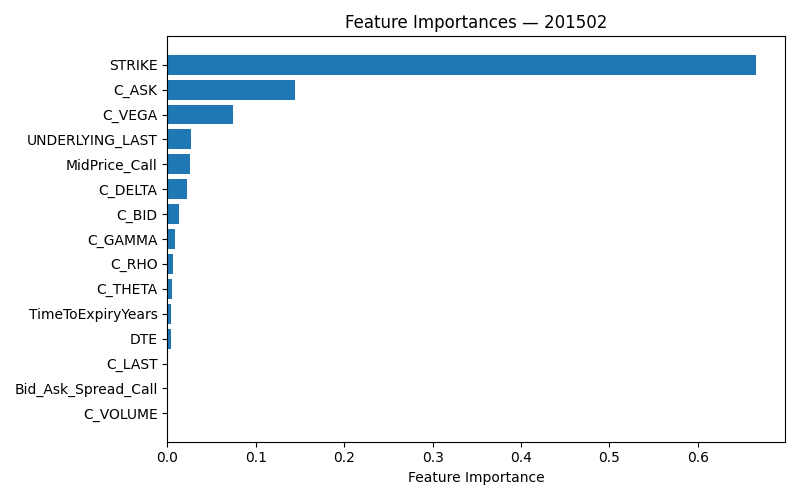 Feature Importances — 201502
STRIKE
C_ASK
C_VEGA
UNDERLYING_LAST
MidPrice_Call
C_DELTA
C_BID
C_GAMMA
C_RHO
C_THETA
TimeToExpiryYears
DTE
C_LAST
Bid_Ask_Spread_Call
C_VOLUME
0.0 0.1 0.2 0.3 0.4 0.5 0.6
Feature Importance